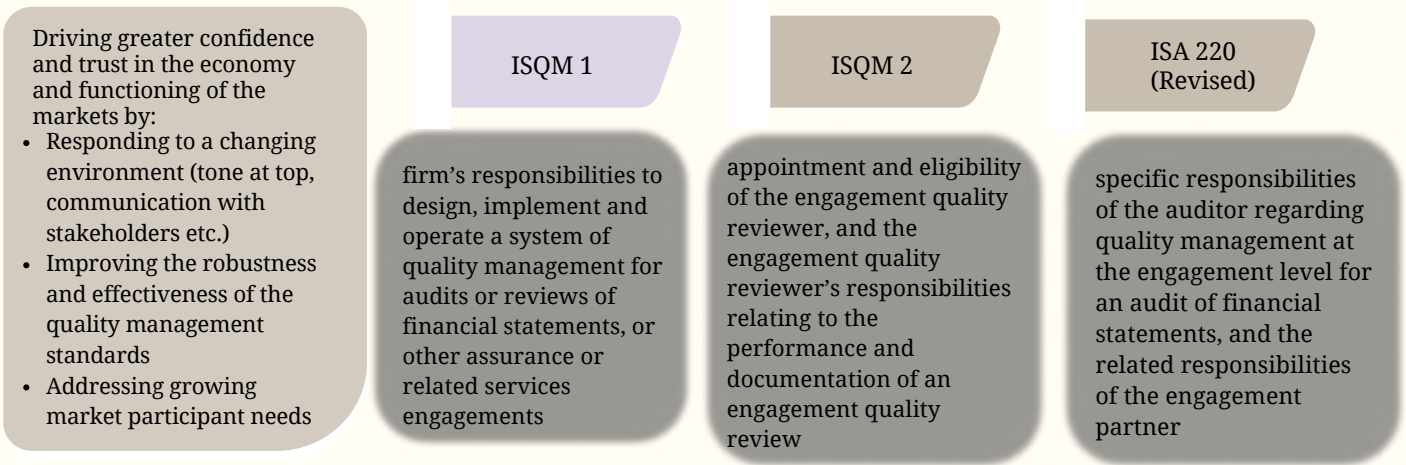 Driving greater confidence
and trust in the economy
and functioning of the
markets by:
• Responding to a changing
environment (tone at top,
communication with
stakeholders etc.)
• Improving the robustness
and effectiveness of the
quality management
standards
• Addressing growing
market participant needs
ISQM 1
firm’s responsibilities to
design, implement and
operate a system of
quality management for
audits or reviews of
financial statements, or
other assurance or
related services
engagements
ISQM 2
appointment and eligibility
of the engagement quality
reviewer, and the
engagement quality
reviewer’s responsibilities
relating to the
performance and
documentation of an
engagement quality
review
ISA 220
(Revised)
specific responsibilities
of the auditor regarding
quality management at
the engagement level for
an audit of financial
statements, and the
related responsibilities
of the engagement
partner